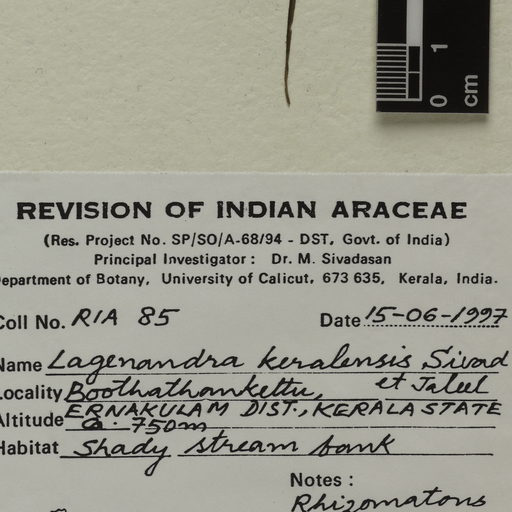 0 1
cm
REVISION OF INDIAN ARACEAE
(Res. Project No. SP/SO/A-68/94 - DST, Govt. of India)
Principal Investigator : Dr. M. Sivadasan
Department of Botany, University of Calicut, 673 635, Kerala, India.
Coll No. RIA 85 Date 15-06-1997
Name Lagenandra keralensis Sivad
et Jaleel
Locality Boothathankettu,
ERNAKULAM DIST., KERALA STATE
Altitude Ca. 750m
Habitat Shady stream bank
Notes :
Rhizomatous